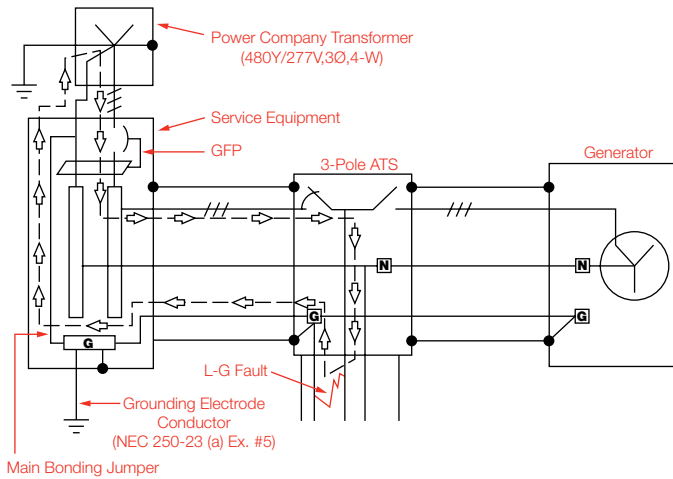 Power Company Transformer
(480Y/277V,3Ø,4-W)
Service Equipment
GFP
3-Pole ATS
Generator
N
N
G
G
G
L-G Fault
Grounding Electrode
Conductor
(NEC 250-23 (a) Ex. #5)
Main Bonding Jumper